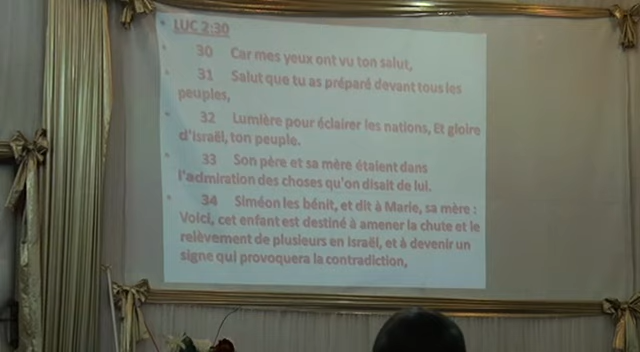 LUC 2:30
30 Car mes yeux ont vu ton salut,
31 Salut que tu as préparé devant tous les
peuples,
32 Lumière pour éclairer les nations, Et gloire
d'Israël, ton peuple.
33 Son père et sa mère étaient dans
l'admiration des choses qu'on disait de lui.
34 Siméon les bénit, et dit à Marie, sa mère :
Voici, cet enfant est destiné à amener la chute et le
relèvement de plusieurs en Israël, et à devenir un
signe qui provoquera la contradiction,